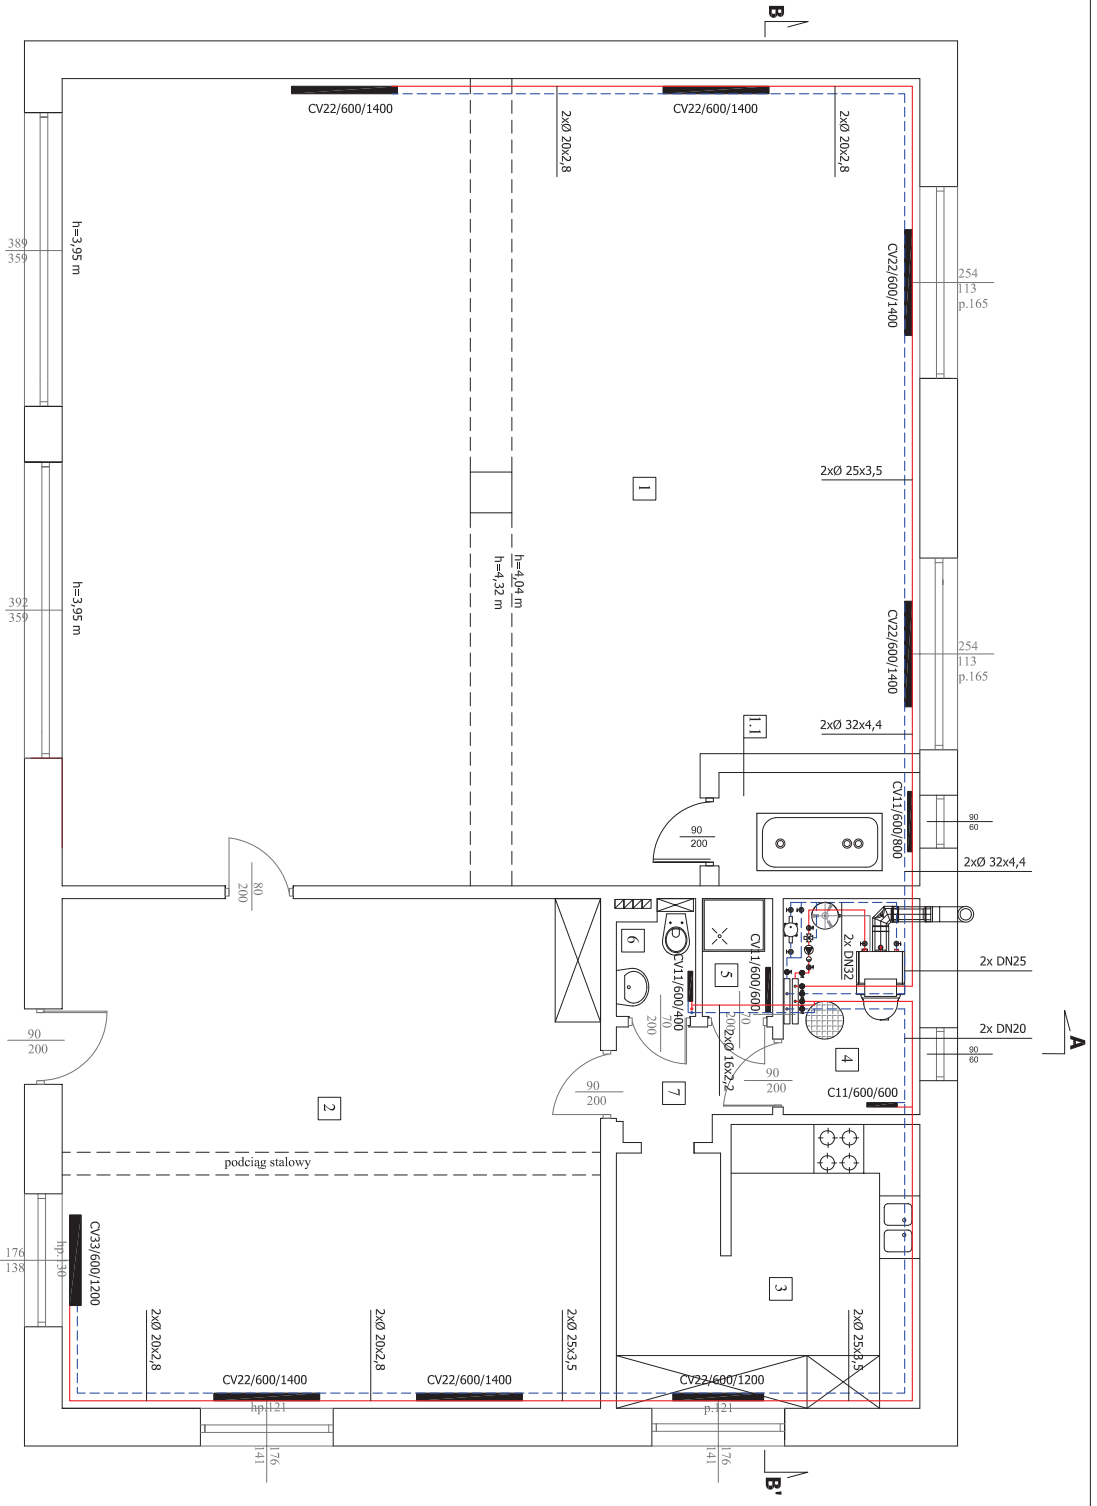 B
CV22/600/1400
CV22/600/1400
2xØ 20x2,8
2xØ 20x2,8
h=3,95 m
389
359
CV22/600/1400
254
113
p.165
2xØ 25x3,5
1
h=4,04 m
h=4,32 m
h=3,95 m
392
359
CV22/600/1400
254
113
p.165
2xØ 32x4,4
1.1
CV11/600/800
90
60
90
200
2xØ 32x4,4
80
200
6
CV11/600/400
5
CV11/600/600
2x DN32
2x DN25
2x DN20
70
200
70
200
2xØ 16x2,2
4
90
60
A
90
200
90
200
90
200
7
C11/600/600
2
podciąg stalowy
3
CV33/600/1200
hp.130
176
138
2xØ 20x2,8
2xØ 20x2,8
2xØ 25x3,5
2xØ 25x3,5
CV22/600/1400
CV22/600/1400
CV22/600/1200
hp.121
p.121
176
141
176
141
B'